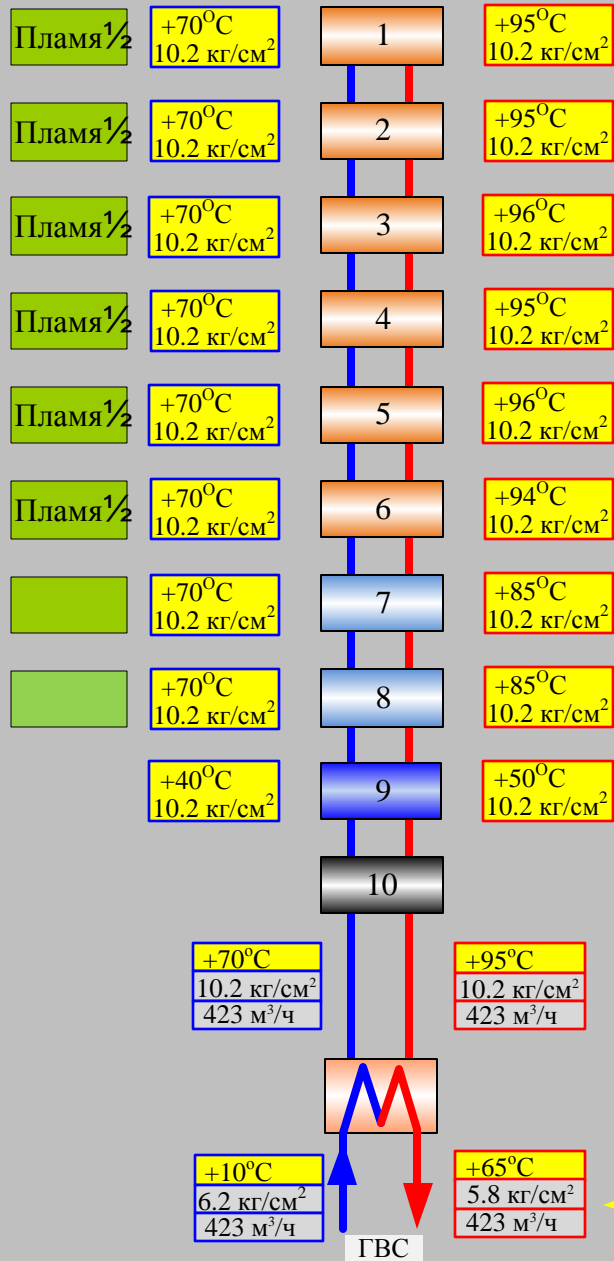 Пламя½ +70°C 1 +95°C
10.2 кг/см² 10.2 кг/см²
Пламя½ +70°C 2 +95°C
10.2 кг/см² 10.2 кг/см²
Пламя½ +70°C 3 +96°C
10.2 кг/см² 10.2 кг/см²
Пламя½ +70°C 4 +95°C
10.2 кг/см² 10.2 кг/см²
Пламя½ +70°C 5 +96°C
10.2 кг/см² 10.2 кг/см²
Пламя½ +70°C 6 +94°C
10.2 кг/см² 10.2 кг/см²
+70°C 7 +85°C
10.2 кг/см² 10.2 кг/см²
+70°C 8 +85°C
10.2 кг/см² 10.2 кг/см²
+40°C 9 +50°C
10.2 кг/см² 10.2 кг/см²
10
+70°C +95°C
10.2 кг/см² 10.2 кг/см²
423 м³/ч 423 м³/ч
+10°C +65°C
6.2 кг/см² 5.8 кг/см²
423 м³/ч 423 м³/ч
ГВС